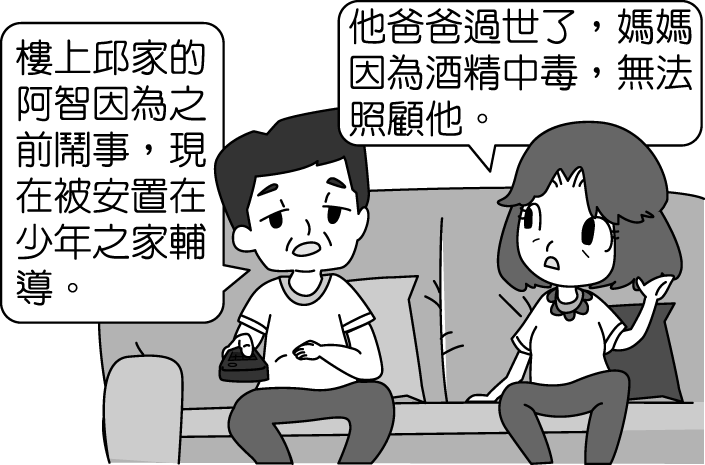 樓上邱家的
阿智因為之
前鬧事，現
在被安置在
少年之家輔
導。
他爸爸過世了，媽媽
因為酒精中毒，無法
照顧他。